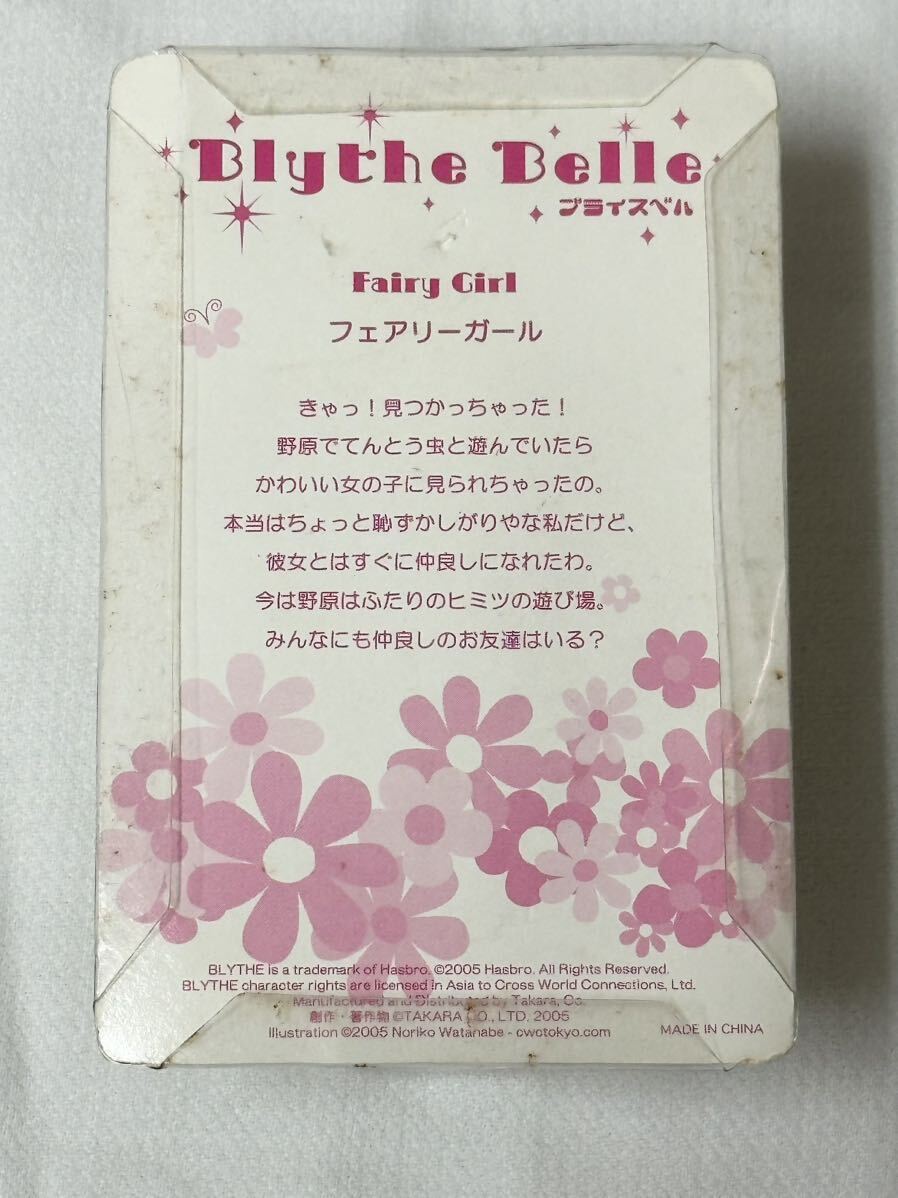 Blythe Belle
ブライスベル
Fairy Girl
フェアリーガール
きゃっ！見つかっちゃった！
野原でてんとう虫と遊んでいたら
かわいい女の子に見られちゃったの。
本当はちょっと恥ずかしがりやな私だけど、
彼女とはすぐに仲良しになれたわ。
今は野原はふたりのヒミツの遊び場。
みんなにも仲良しのお友達はいる？
BLYTHE is a trademark of Hasbro. ©2005 Hasbro. All Rights Reserved.
BLYTHE character rights are licensed in Asia to Cross World Connections, Ltd.
Manufactured and Distributed by Takara, Co.
創作・著作物 ©TAKARA CO., LTD. 2005
Illustration ©2005 Noriko Watanabe - cwctokyo.com
MADE IN CHINA